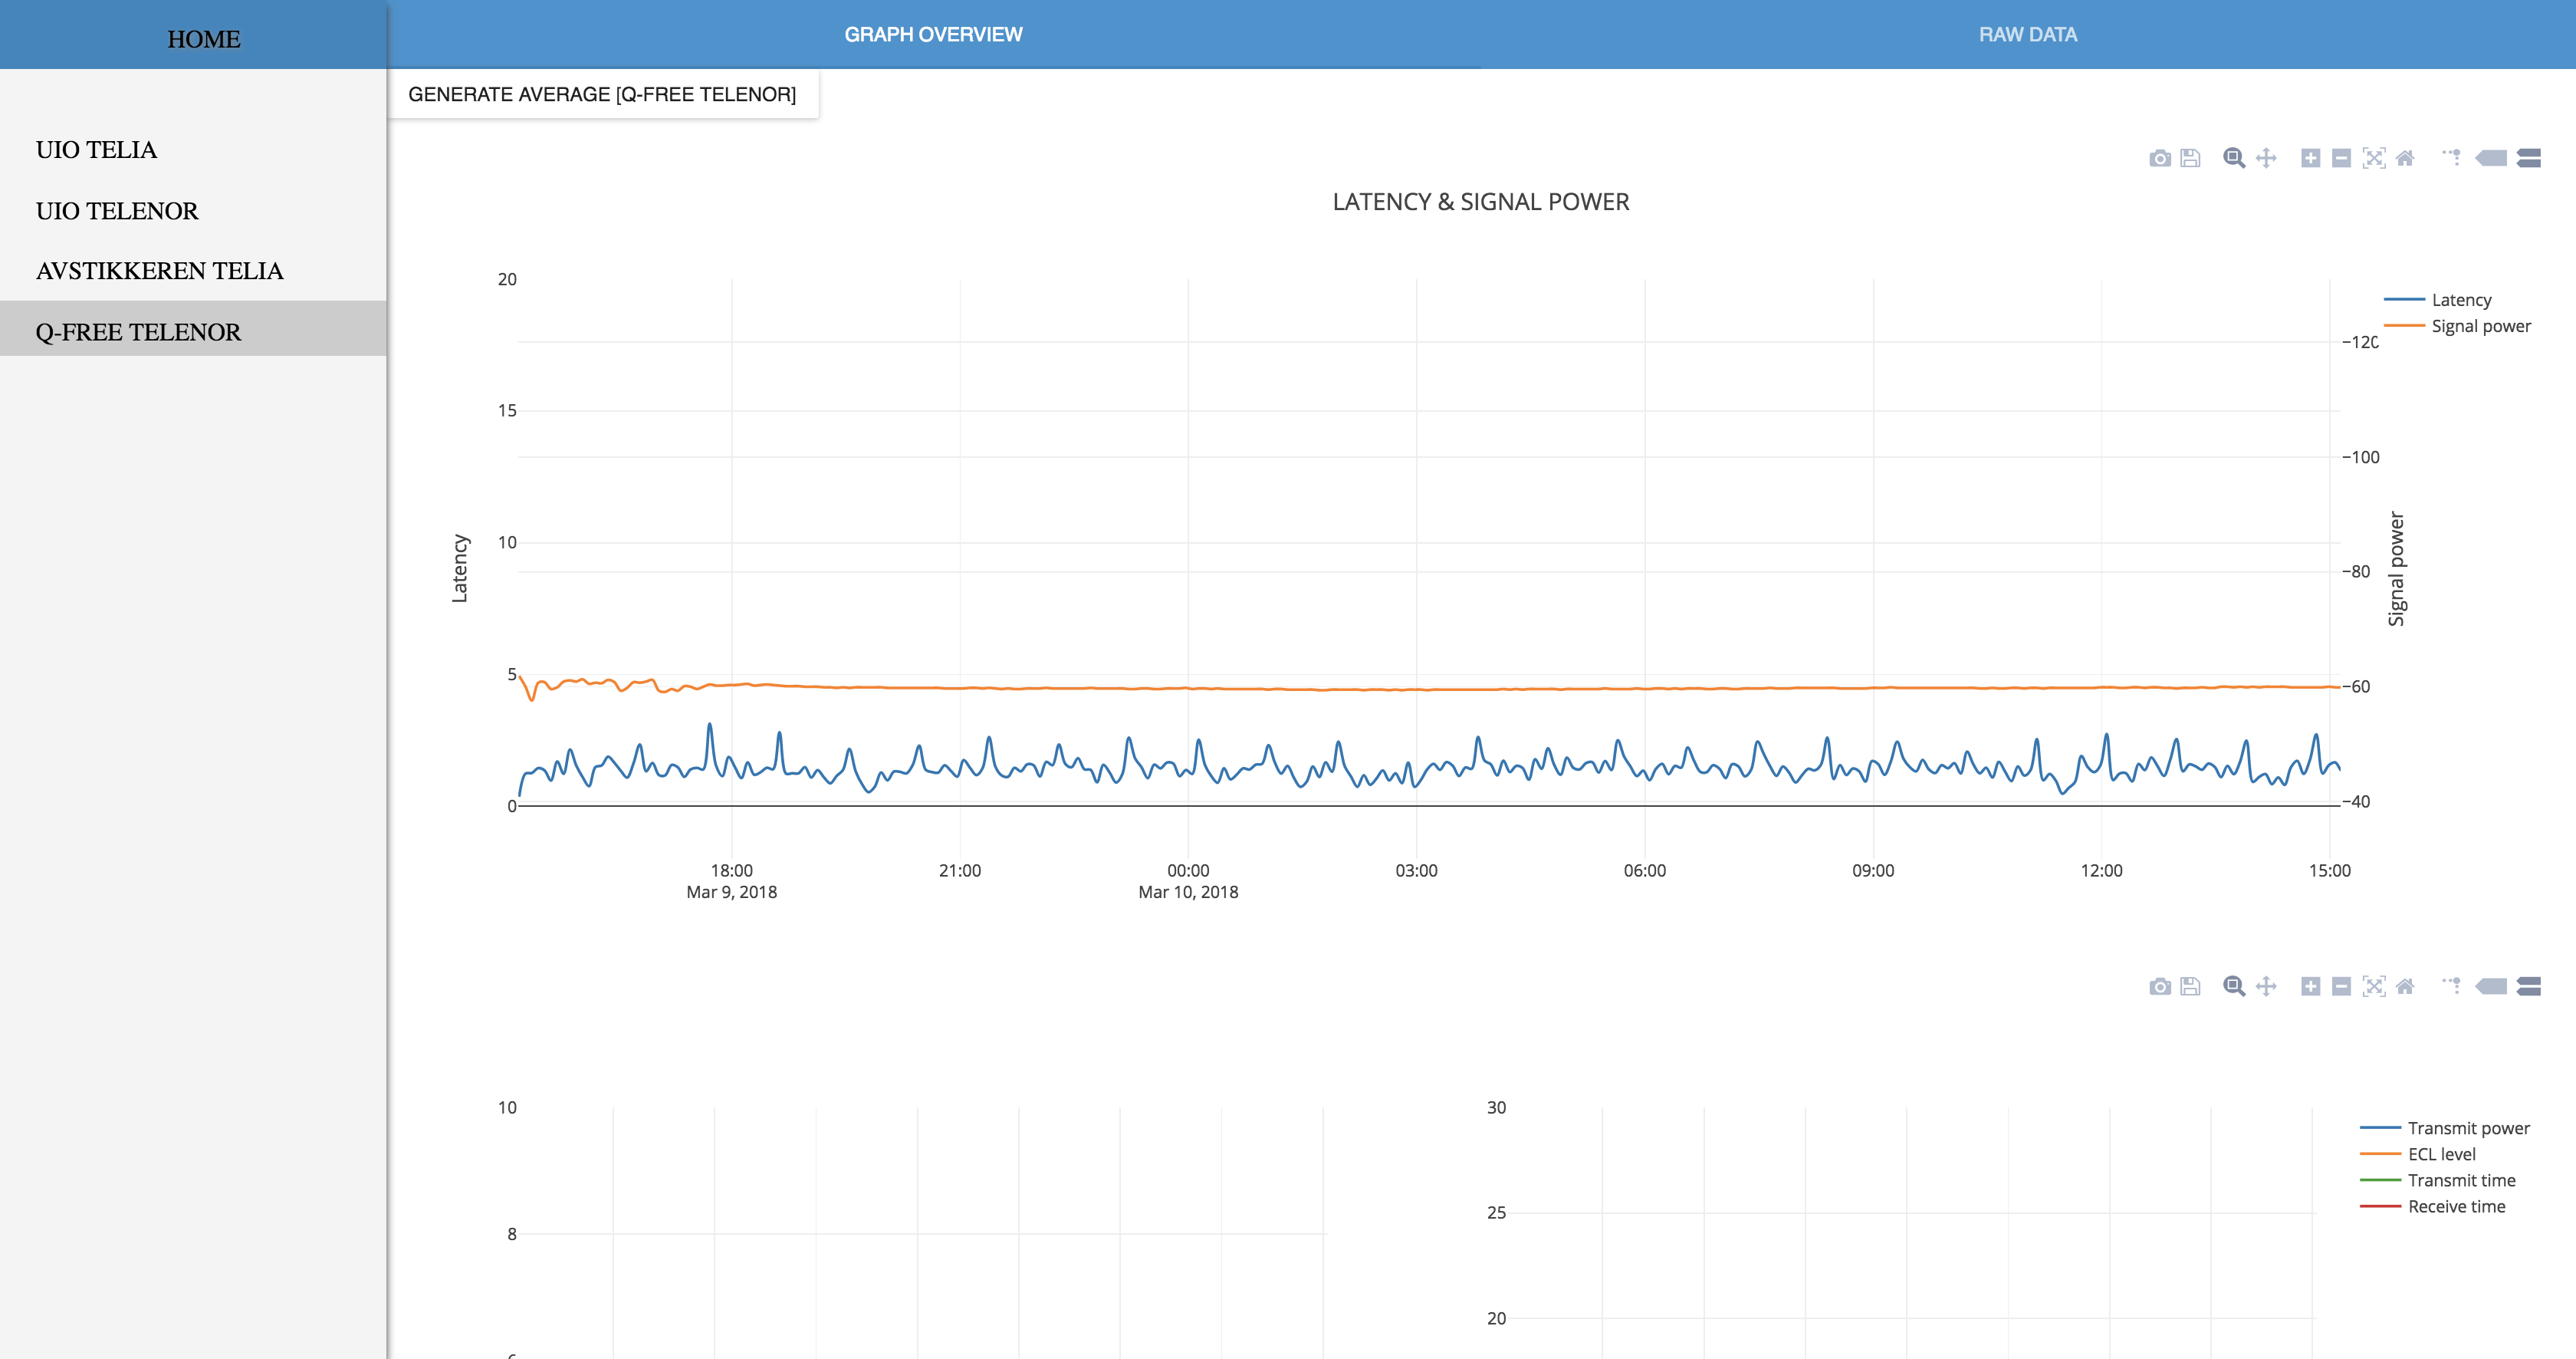 HOME
GRAPH OVERVIEW
RAW DATA
GENERATE AVERAGE [Q-FREE TELENOR]
UIO TELIA
UIO TELENOR
AVSTIKKEREN TELIA
Q-FREE TELENOR
LATENCY & SIGNAL POWER
20
15
10
5
0
Latency
−120
−100
−80
−60
−40
Signal power
Latency
Signal power
18:00
Mar 9, 2018
21:00
00:00
Mar 10, 2018
03:00
06:00
09:00
12:00
15:00
10
8
30
25
20
Transmit power
ECL level
Transmit time
Receive time